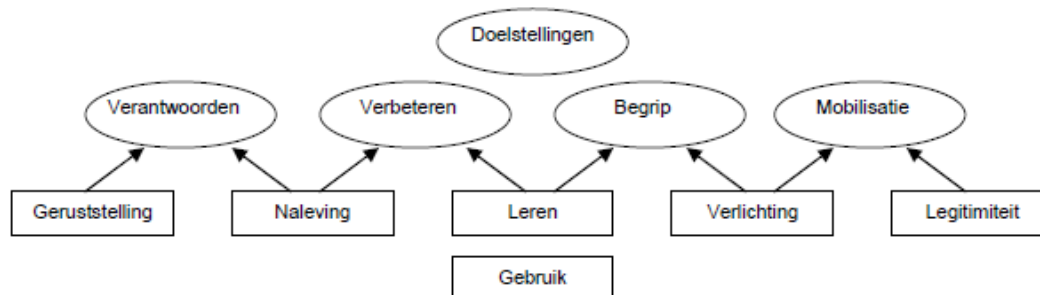 Doelstellingen
Verantwoorden
Verbeteren
Begrip
Mobilisatie
Geruststelling
Naleving
Leren
Verlichting
Legitimiteit
Gebruik